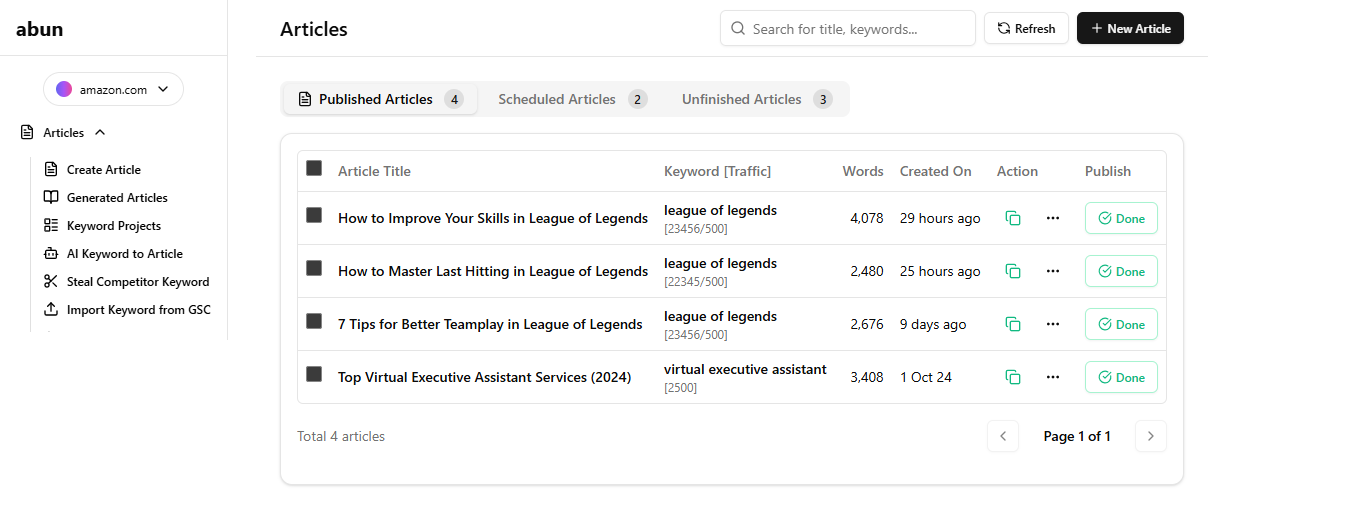 abun
Articles
Search for title, keywords...
Refresh
New Article
amazon.com
Articles
Create Article
Generated Articles
Keyword Projects
AI Keyword to Article
Steal Competitor Keyword
Import Keyword from GSC
Published Articles 4
Scheduled Articles 2
Unfinished Articles 3
Article Title Keyword [Traffic] Words Created On Action Publish
How to Improve Your Skills in League of Legends league of legends 4,078 29 hours ago Done
[23456/500]
How to Master Last Hitting in League of Legends league of legends 2,480 25 hours ago Done
[22345/500]
7 Tips for Better Teamplay in League of Legends league of legends 2,676 9 days ago Done
[23456/500]
Top Virtual Executive Assistant Services (2024) virtual executive assistant 3,408 1 Oct 24 Done
[2500]
Total 4 articles
Page 1 of 1